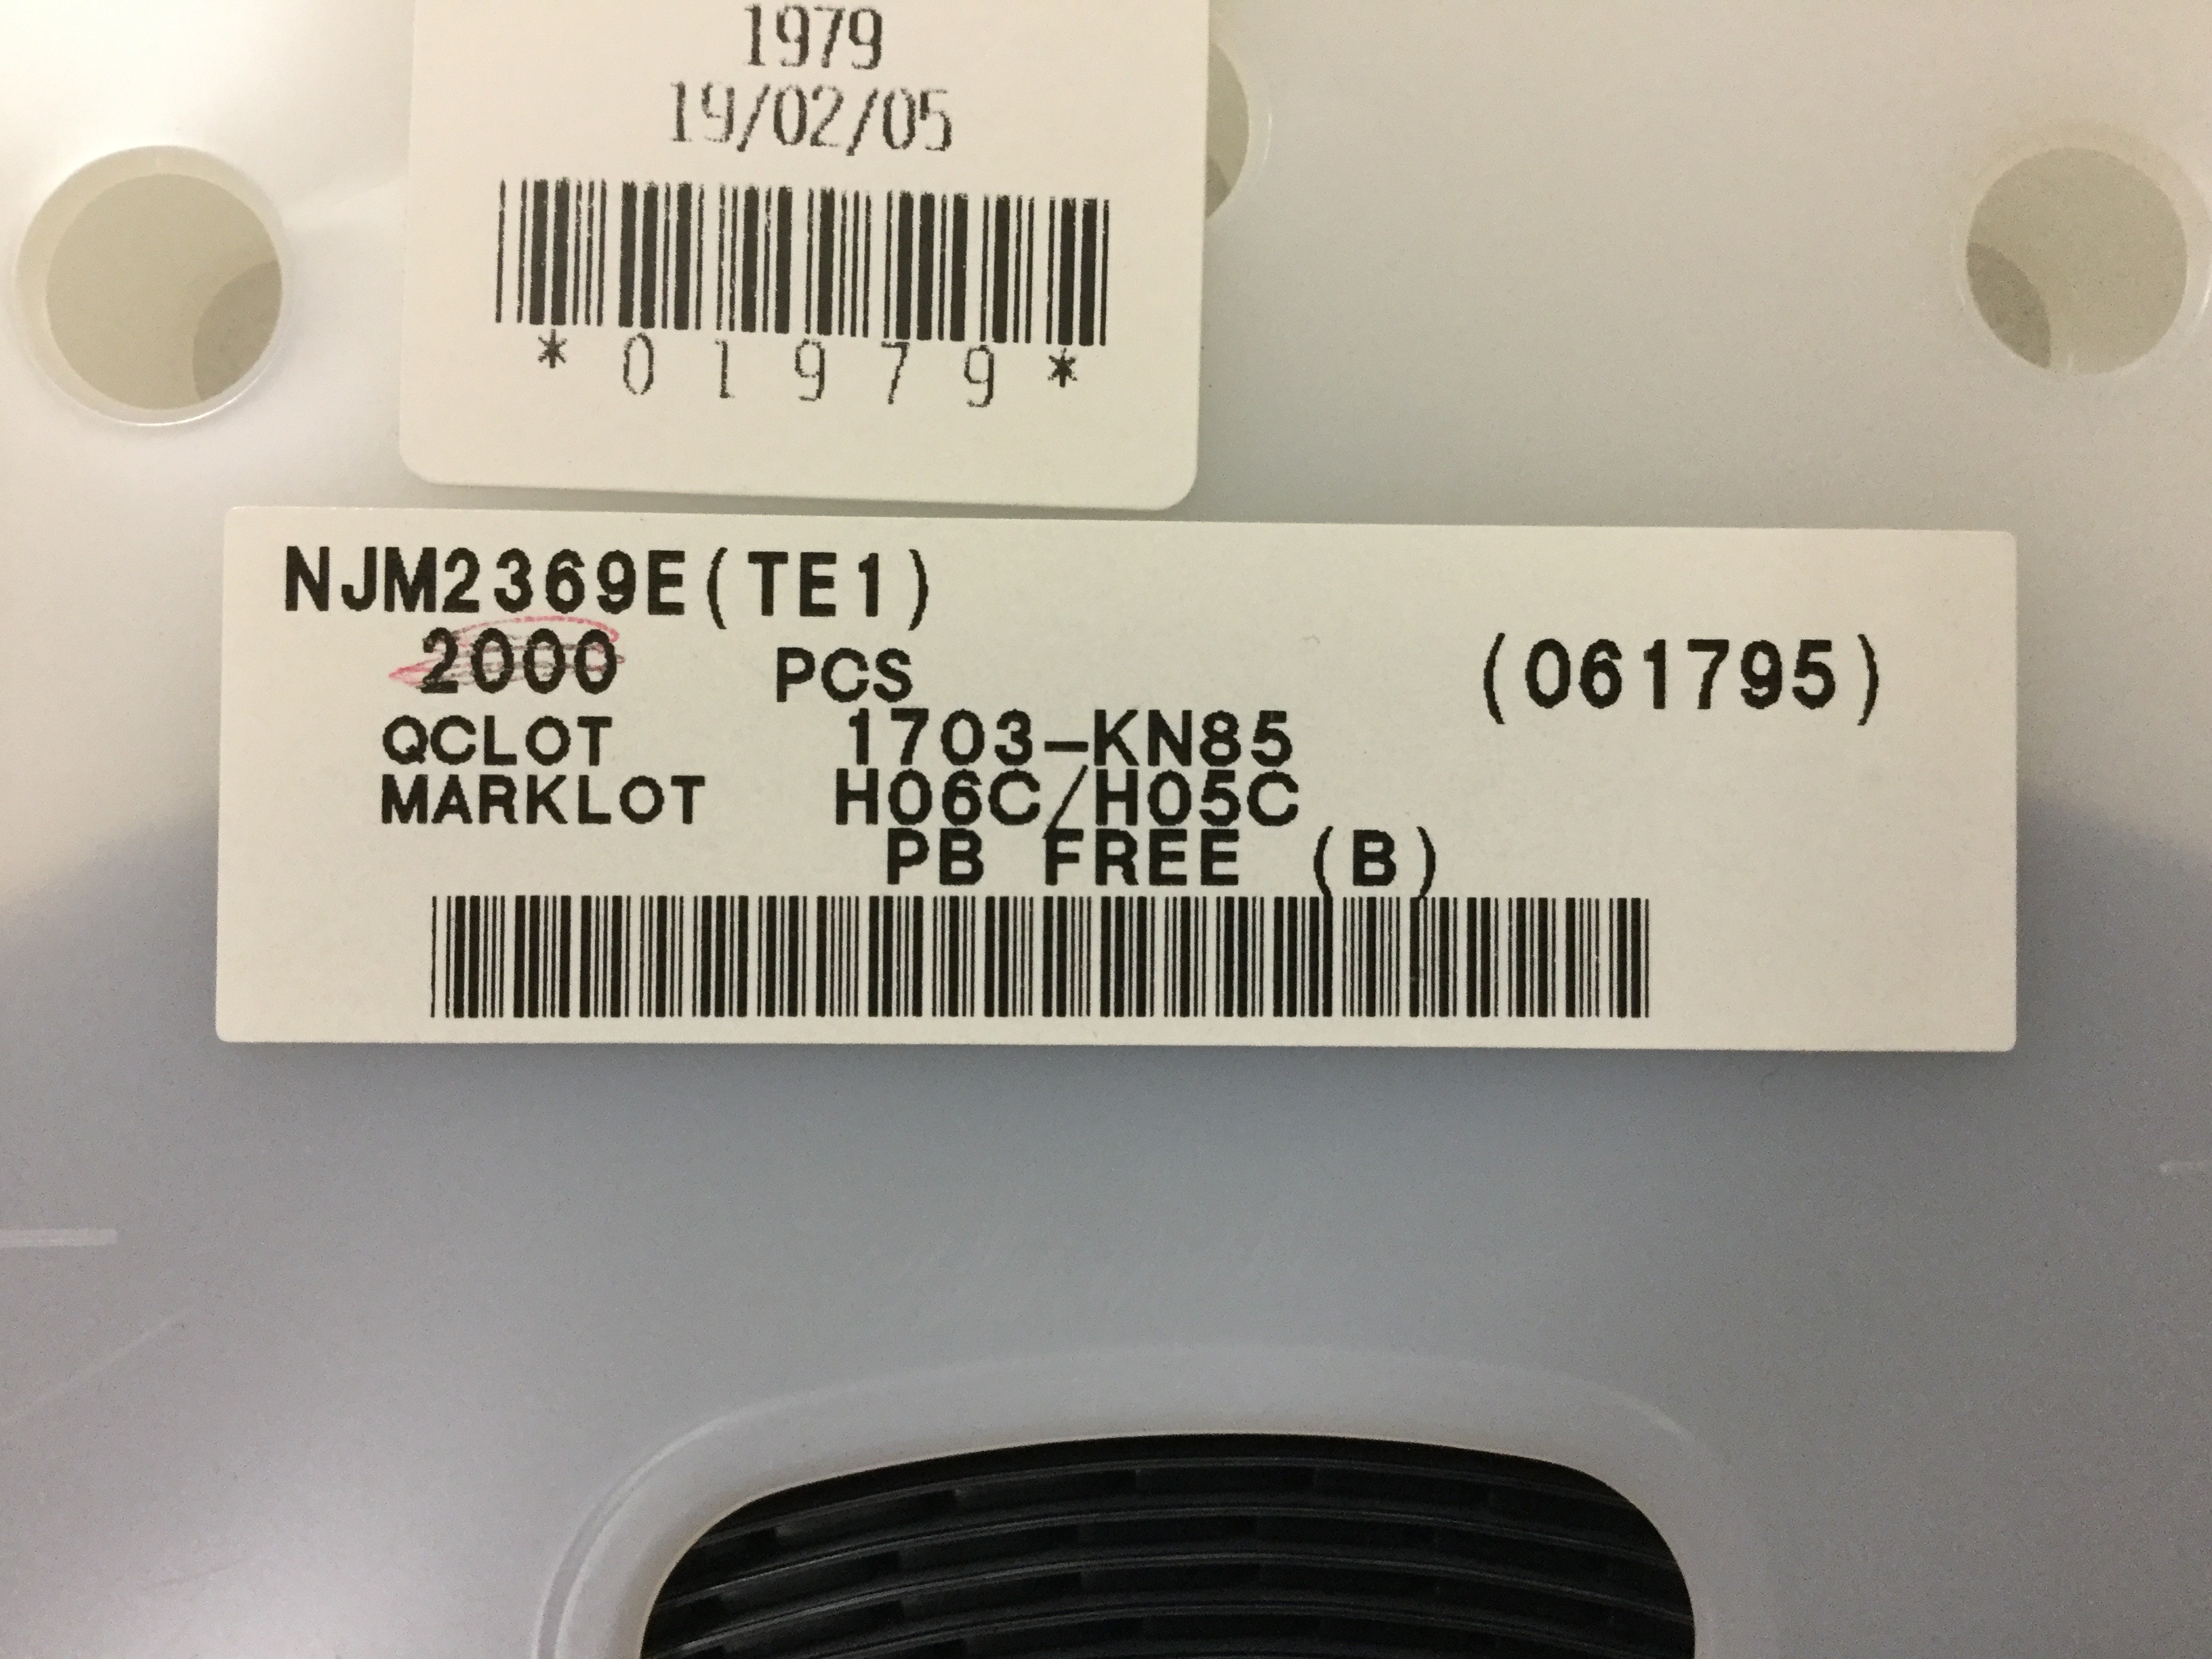 1979
19/02/05
*01979*
NJM2369E(TE1)
2000 PCS (061795)
QCLOT 1703-KN85
MARKLOT H06C/H05C
PB FREE (B)